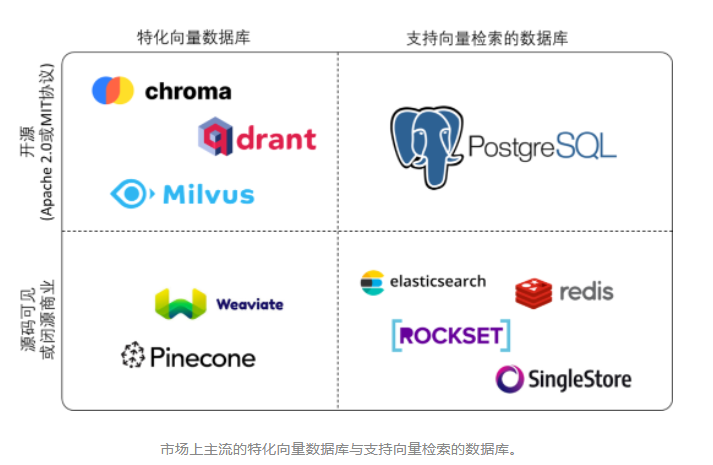 特化向量数据库
支持向量检索的数据库
开源
(Apache 2.0或MIT协议)
chroma
qdrant
Milvus
PostgreSQL
源码可见
或闭源商业
Weaviate
Pinecone
elasticsearch
redis
[ROCKSET]
SingleStore
市场上主流的特化向量数据库与支持向量检索的数据库。